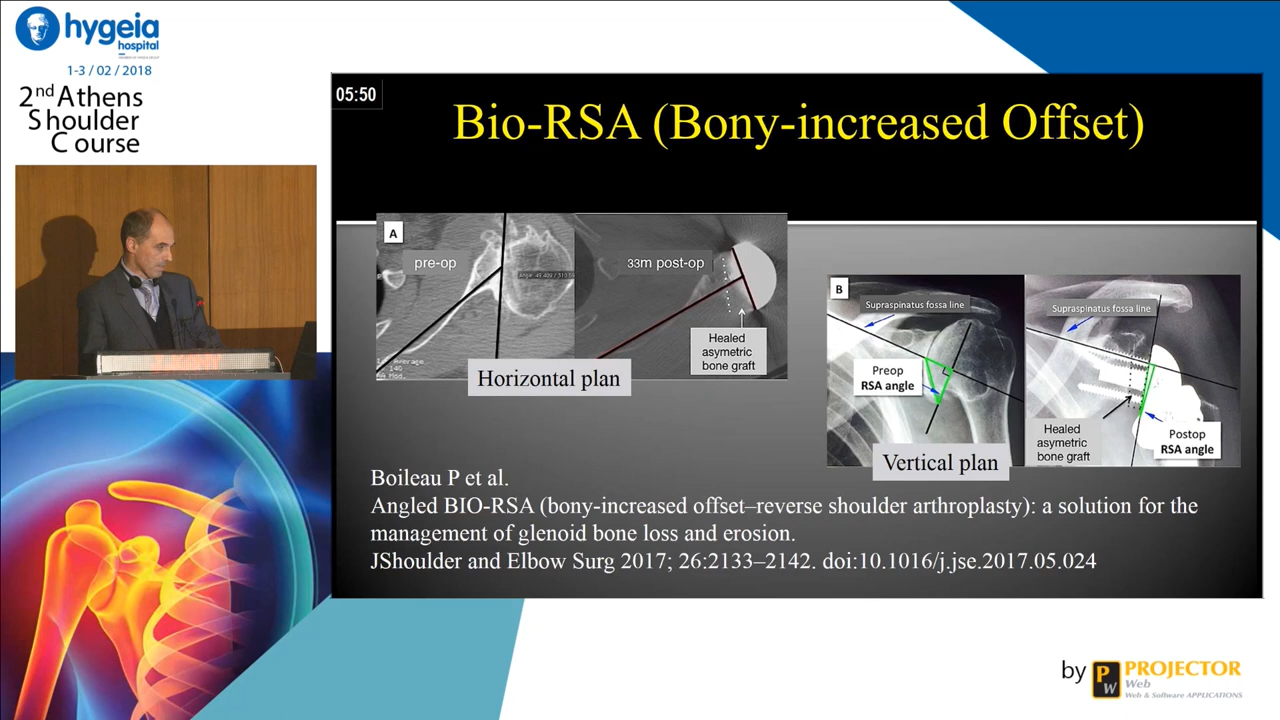 hygeia
hospital
1-3 / 02 / 2018
2nd Athens
Shoulder
Course
05:50
Bio-RSA (Bony-increased Offset)
A
pre-op
33m post-op
Healed
asymetric
bone graft
Horizontal plan
B
Supraspinatus fossa line
Preop
RSA angle
Supraspinatus fossa line
Healed
asymetric
bone graft
Postop
RSA angle
Vertical plan
Boileau P et al.
Angled BIO-RSA (bony-increased offset–reverse shoulder arthroplasty): a solution for the
management of glenoid bone loss and erosion.
JShoulder and Elbow Surg 2017; 26:2133–2142. doi:10.1016/j.jse.2017.05.024
by PW PROJECTOR
Web
Web & Software APPLICATIONS